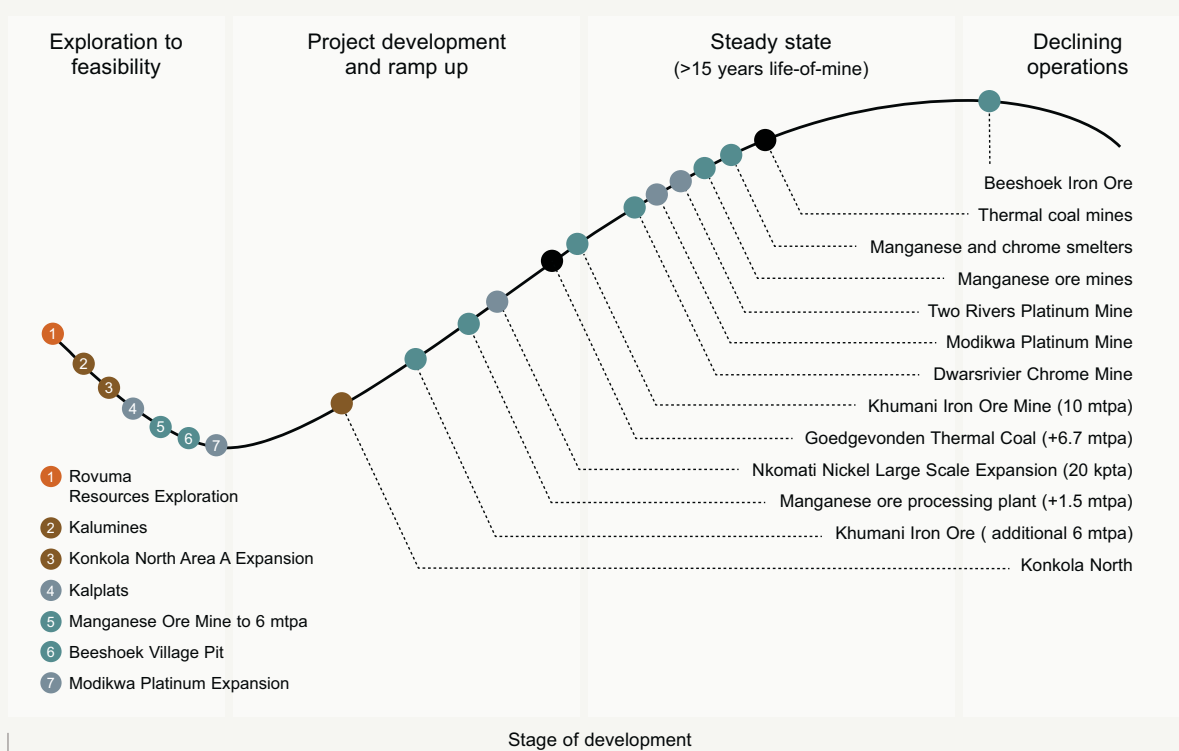 Exploration to
feasibility
Project development
and ramp up
Steady state
(>15 years life-of-mine)
Declining
operations
1
2
3
4
5
6
7
Beeshoek Iron Ore
Thermal coal mines
Manganese and chrome smelters
Manganese ore mines
Two Rivers Platinum Mine
Modikwa Platinum Mine
Dwarsrivier Chrome Mine
Khumani Iron Ore Mine (10 mtpa)
Goedgevonden Thermal Coal (+6.7 mtpa)
Nkomati Nickel Large Scale Expansion (20 kpta)
Manganese ore processing plant (+1.5 mtpa)
Khumani Iron Ore ( additional 6 mtpa)
Konkola North
1 Rovuma
Resources Exploration
2 Kalumines
3 Konkola North Area A Expansion
4 Kalplats
5 Manganese Ore Mine to 6 mtpa
6 Beeshoek Village Pit
7 Modikwa Platinum Expansion
Stage of development